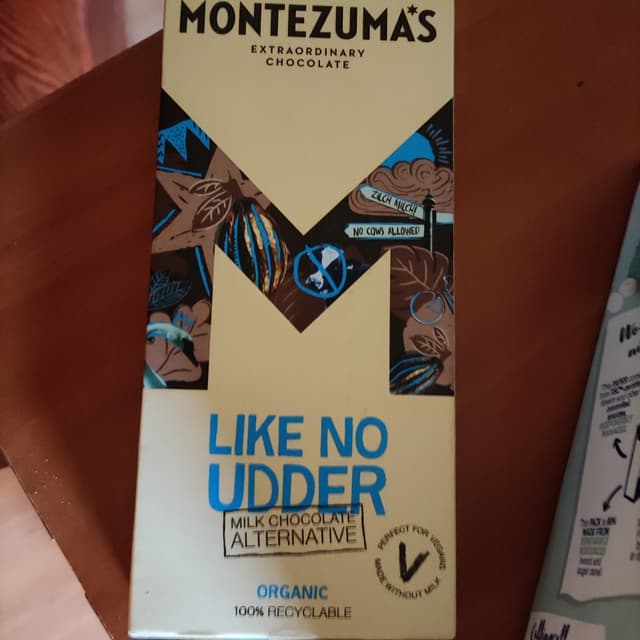 MONTEZUMA'S
EXTRAORDINARY
CHOCOLATE
ZILCH MILCH!
NO COWS ALLOWED
LIKE NO
UDDER
MILK CHOCOLATE
ALTERNATIVE
PERFECT FOR VEGANS
MADE WITHOUT MILK
V
ORGANIC
100% RECYCLABLE